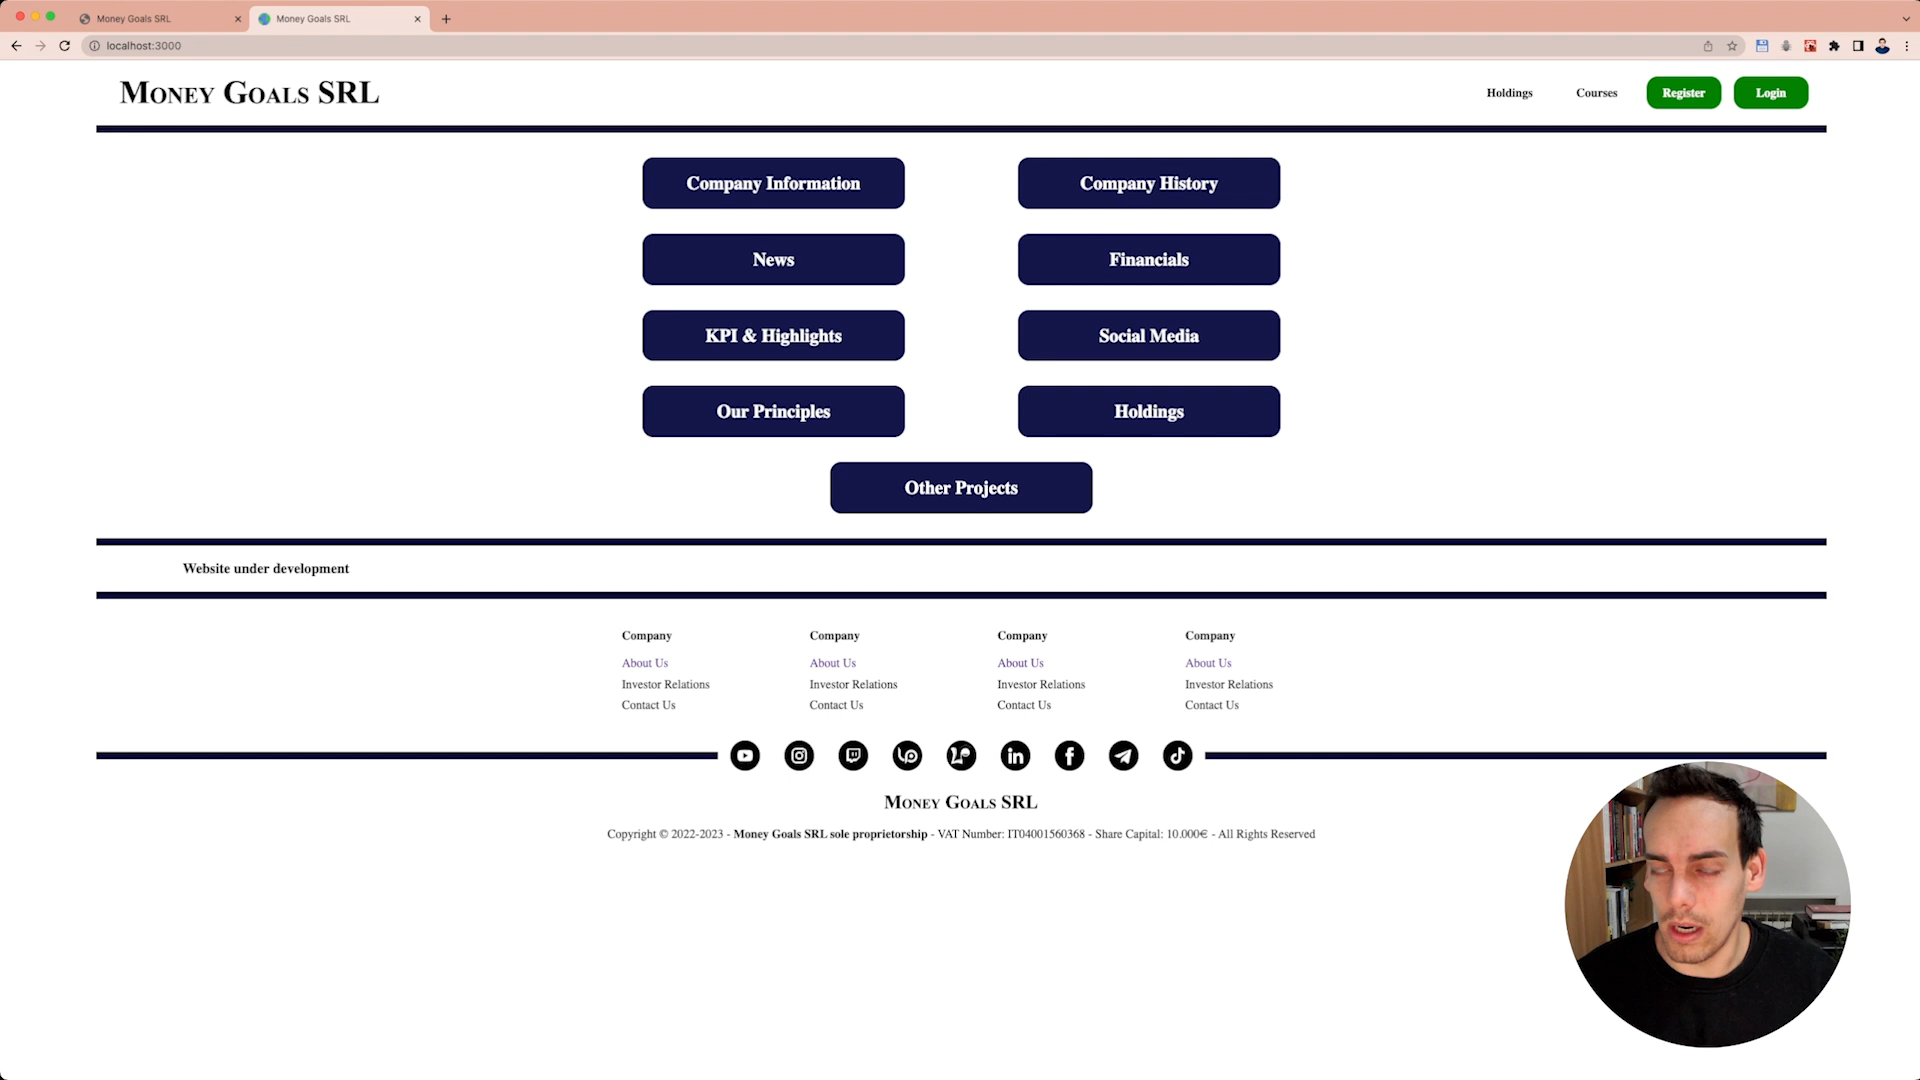 Money Goals SRL
Money Goals SRL
localhost:3000
Money Goals SRL
Holdings
Courses
Register
Login
Company Information
Company History
News
Financials
KPI & Highlights
Social Media
Our Principles
Holdings
Other Projects
Website under development
Company
Company
Company
Company
About Us
About Us
About Us
About Us
Investor Relations
Investor Relations
Investor Relations
Investor Relations
Contact Us
Contact Us
Contact Us
Contact Us
Money Goals SRL
Copyright © 2022-2023 - Money Goals SRL sole proprietorship - VAT Number: IT04001560368 - Share Capital: 10.000€ - All Rights Reserved